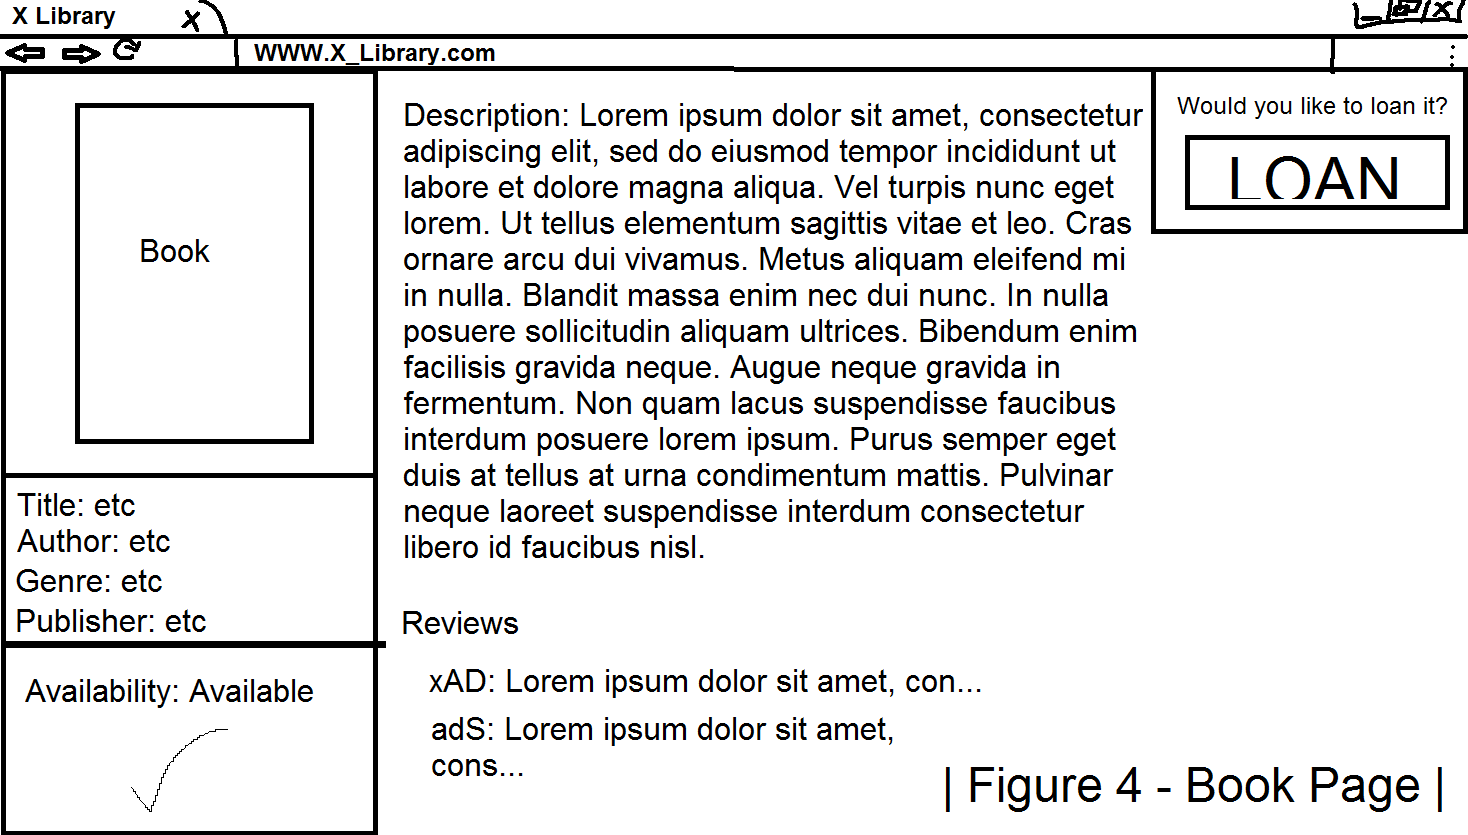 X Library
WWW.X_Library.com
Book
Title: etc
Author: etc
Genre: etc
Publisher: etc
Availability: Available
Description: Lorem ipsum dolor sit amet, consectetur
adipiscing elit, sed do eiusmod tempor incididunt ut
labore et dolore magna aliqua. Vel turpis nunc eget
lorem. Ut tellus elementum sagittis vitae et leo. Cras
ornare arcu dui vivamus. Metus aliquam eleifend mi
in nulla. Blandit massa enim nec dui nunc. In nulla
posuere sollicitudin aliquam ultrices. Bibendum enim
facilisis gravida neque. Augue neque gravida in
fermentum. Non quam lacus suspendisse faucibus
interdum posuere lorem ipsum. Purus semper eget
duis at tellus at urna condimentum mattis. Pulvinar
neque laoreet suspendisse interdum consectetur
libero id faucibus nisl.
Reviews
xAD: Lorem ipsum dolor sit amet, con...
adS: Lorem ipsum dolor sit amet,
cons...
Would you like to loan it?
LOAN
| Figure 4 - Book Page |